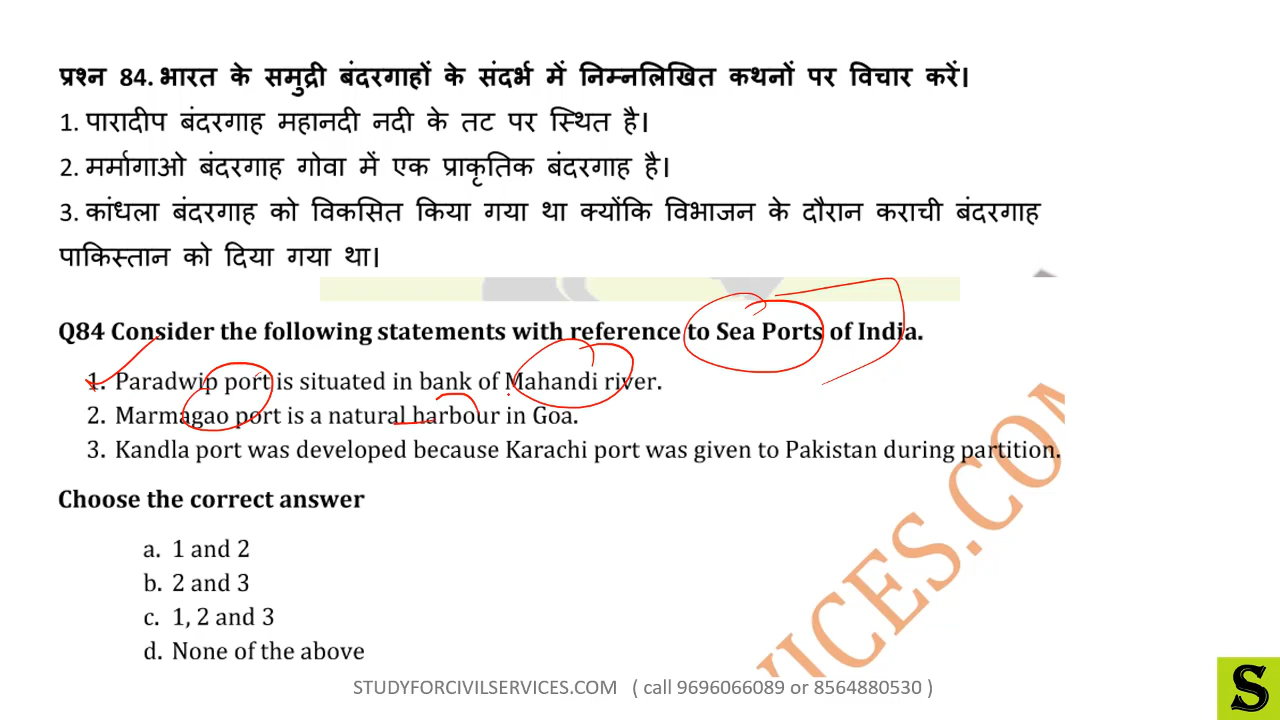 प्रश्न 84. भारत के समुद्री बंदरगाहों के संदर्भ में निम्नलिखित कथनों पर विचार करें।
1. पारादीप बंदरगाह महानदी नदी के तट पर स्थित है।
2. मर्मागाओ बंदरगाह गोवा में एक प्राकृतिक बंदरगाह है।
3. कांधला बंदरगाह को विकसित किया गया था क्योंकि विभाजन के दौरान कराची बंदरगाह
पाकिस्तान को दिया गया था।
Q84 Consider the following statements with reference to Sea Ports of India.
1. Paradwip port is situated in bank of Mahandi river.
2. Marmagao port is a natural harbour in Goa.
3. Kandla port was developed because Karachi port was given to Pakistan during partition.
Choose the correct answer
a. 1 and 2
b. 2 and 3
c. 1, 2 and 3
d. None of the above
VICES.COM
STUDYFORCIVILSERVICES.COM ( call 9696066089 or 8564880530 )
S